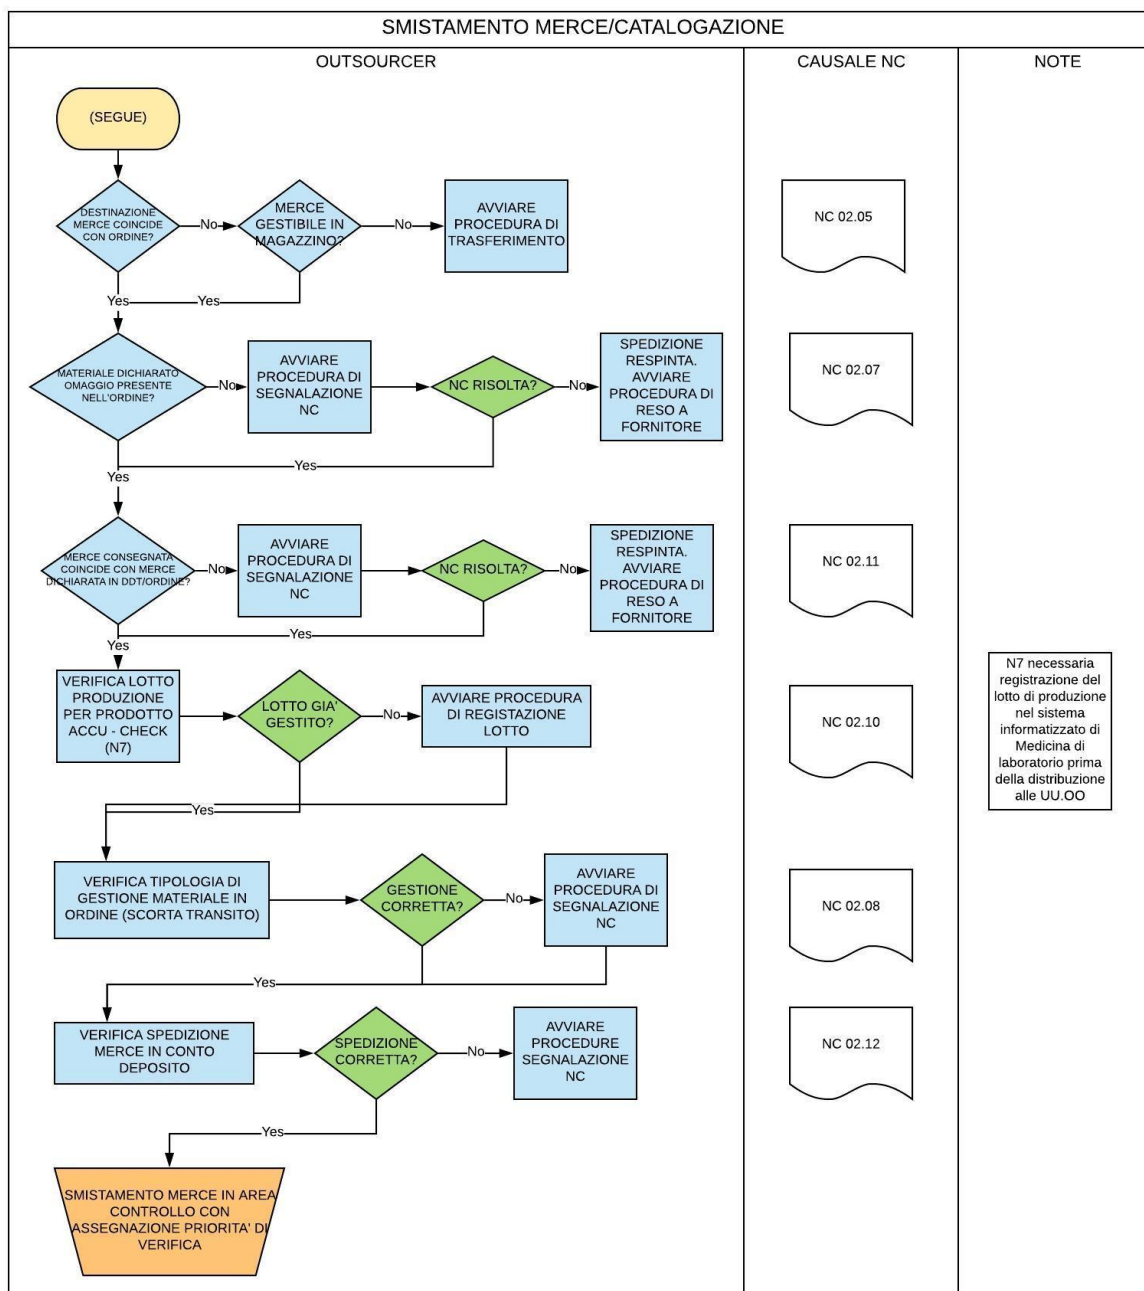 SMISTAMENTO MERCE/CATALOGAZIONE
OUTSOURCER
CAUSALE NC
NOTE
(SEGUE)
DESTINAZIONE
MERCE COINCIDE
CON ORDINE?
No
MERCE
GESTIBILE IN
MAGAZZINO?
No
AVVIARE
PROCEDURA DI
TRASFERIMENTO
NC 02.05
Yes
Yes
MATERIALE DICHIARATO
OMAGGIO PRESENTE
NELL'ORDINE?
No
AVVIARE
PROCEDURA DI
SEGNALAZIONE
NC
NC RISOLTA?
No
SPEDIZIONE
RESPINTA.
AVVIARE
PROCEDURA DI
RESO A
FORNITORE
NC 02.07
Yes
Yes
MERCE CONSEGNATA
COINCIDE CON MERCE
DICHIARATA IN DDT/ORDINE?
No
AVVIARE
PROCEDURA DI
SEGNALAZIONE
NC
NC RISOLTA?
No
SPEDIZIONE
RESPINTA.
AVVIARE
PROCEDURA DI
RESO A
FORNITORE
NC 02.11
Yes
Yes
VERIFICA LOTTO
PRODUZIONE
PER PRODOTTO
ACCU - CHECK
(N7)
LOTTO GIA'
GESTITO?
No
AVVIARE PROCEDURA
DI REGISTAZIONE
LOTTO
NC 02.10
N7 necessaria
registrazione del
lotto di produzione
nel sistema
informatizzato di
Medicina di
laboratorio prima
della distribuzione
alle UU.OO
Yes
VERIFICA TIPOLOGIA DI
GESTIONE MATERIALE IN
ORDINE (SCORTA TRANSITO)
GESTIONE
CORRETTA?
No
AVVIARE
PROCEDURA DI
SEGNALAZIONE
NC
NC 02.08
Yes
VERIFICA SPEDIZIONE
MERCE IN CONTO
DEPOSITO
SPEDIZIONE
CORRETTA?
No
AVVIARE
PROCEDURE
SEGNALAZIONE
NC
NC 02.12
Yes
SMISTAMENTO MERCE IN AREA
CONTROLLO CON
ASSEGNAZIONE PRIORITA' DI
VERIFICA